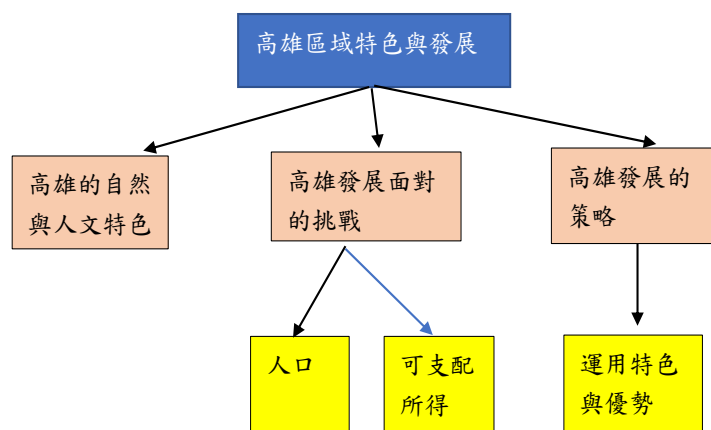 高雄區域特色與發展
高雄的自然
與人文特色
高雄發展面對
的挑戰
高雄發展的
策略
人口
可支配
所得
運用特色
與優勢